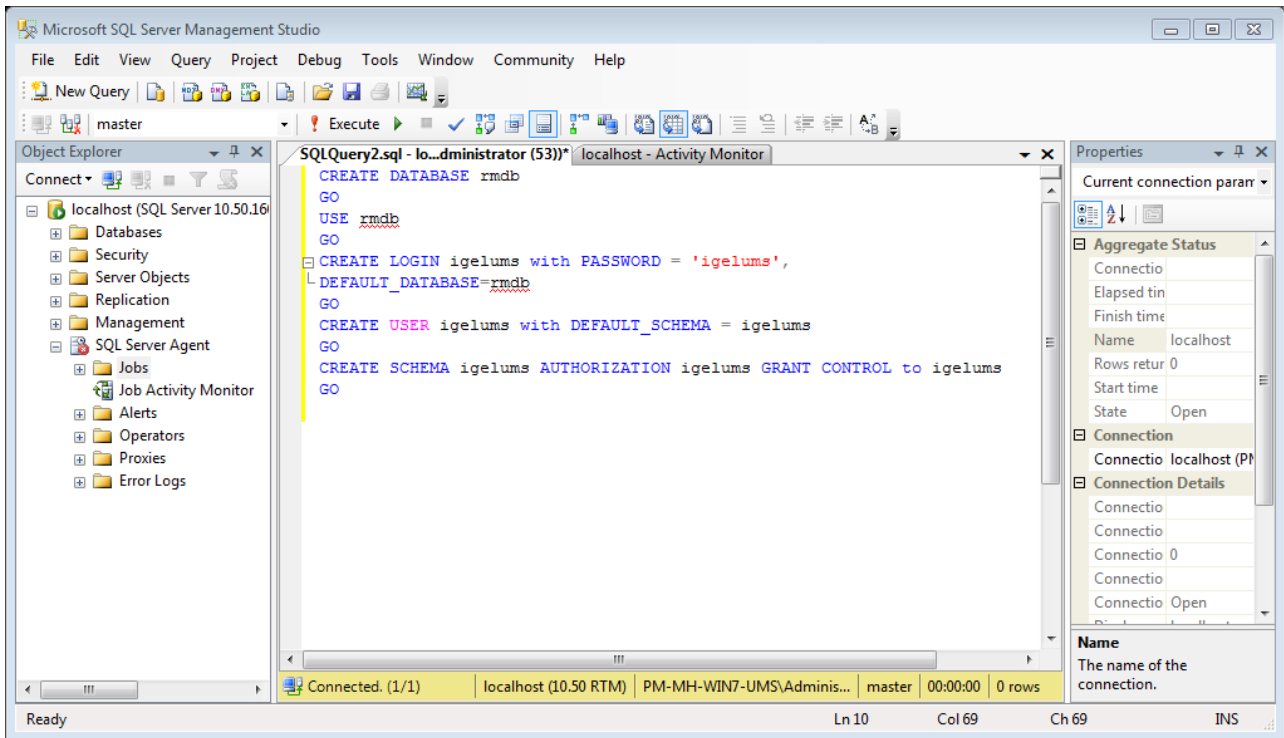 Microsoft SQL Server Management Studio
File Edit View Query Project Debug Tools Window Community Help
New Query
master Execute
Object Explorer
Connect
localhost (SQL Server 10.50.16
Databases
Security
Server Objects
Replication
Management
SQL Server Agent
Jobs
Job Activity Monitor
Alerts
Operators
Proxies
Error Logs
SQLQuery2.sql - lo...dministrator (53))* localhost - Activity Monitor
CREATE DATABASE rmdb
GO
USE rmdb
GO
CREATE LOGIN igelums with PASSWORD = 'igelums',
DEFAULT_DATABASE=rmdb
GO
CREATE USER igelums with DEFAULT_SCHEMA = igelums
GO
CREATE SCHEMA igelums AUTHORIZATION igelums GRANT CONTROL to igelums
GO
Connected. (1/1) localhost (10.50 RTM) PM-MH-WIN7-UMS\Adminis... master 00:00:00 0 rows
Properties
Current connection param
Aggregate Status
Connectio
Elapsed tin
Finish time
Name localhost
Rows retur 0
Start time
State Open
Connection
Connectio localhost (PM
Connection Details
Connectio
Connectio
Connectio 0
Connectio
Connectio Open
Name
The name of the
connection.
Ready Ln 10 Col 69 Ch 69 INS